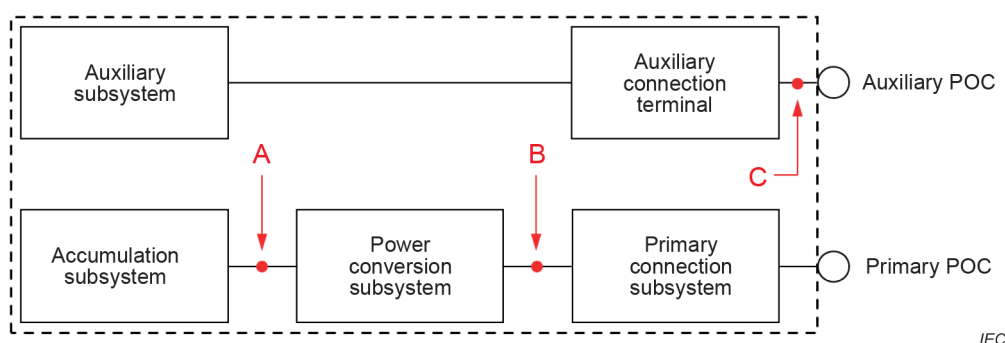 Auxiliary
subsystem
Auxiliary
connection
terminal
Auxiliary POC
A
B
C
Accumulation
subsystem
Power
conversion
subsystem
Primary
connection
subsystem
Primary POC
IEC